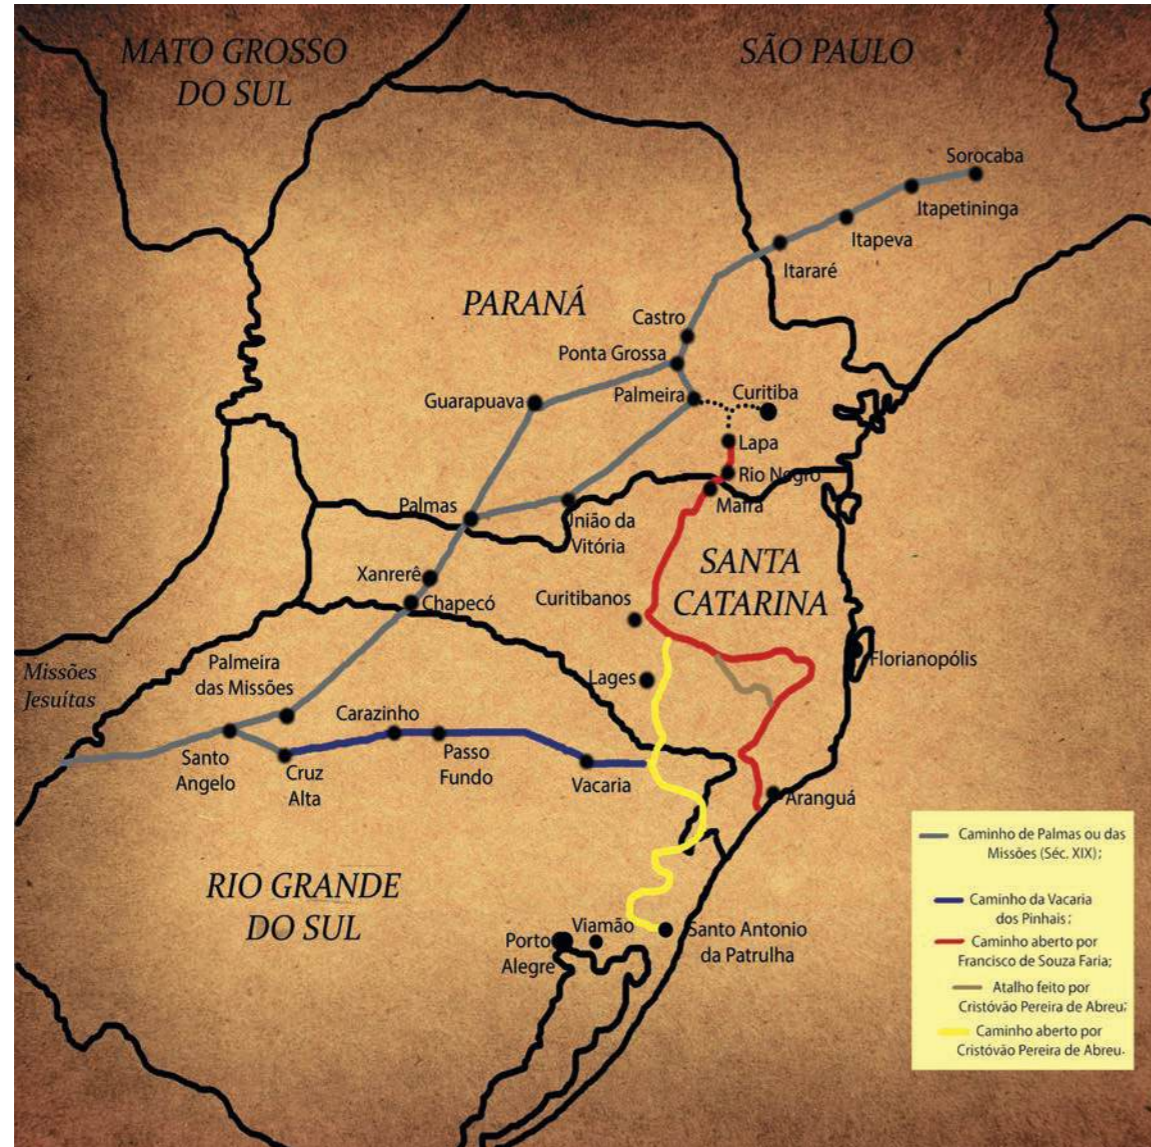 MATO GROSSO
DO SUL
SÃO PAULO
Sorocaba
Itapetininga
Itapeva
Itararé
PARANÁ
Castro
Ponta Grossa
Guarapuava
Palmeira
Curitiba
Lapa
Rio Negro
Mafra
Palmas
União da
Vitória
Xanrerê
Chapecó
SANTA
CATARINA
Curitibanos
Missões
Jesuítas
Palmeira
das Missões
Lages
Florianopólis
Carazinho
Santo
Angelo
Cruz
Alta
Passo
Fundo
Vacaria
Aranguá
RIO GRANDE
DO SUL
Viamão
Porto
Alegre
Santo Antonio
da Patrulha
Caminho de Palmas ou das
Missões (Séc. XIX);
Caminho da Vacaria
dos Pinhais;
Caminho aberto por
Francisco de Souza Faria;
Atalho feito por
Cristóvão Pereira de Abreu;
Caminho aberto por
Cristóvão Pereira de Abreu.